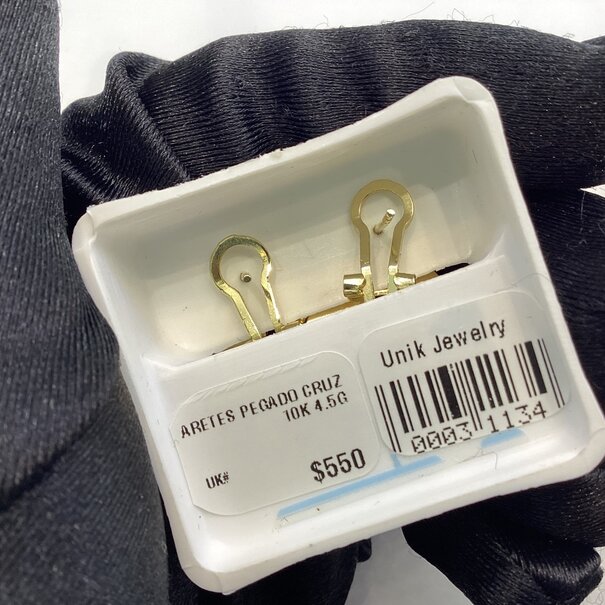 ARETES PEGADO CRUZ
10K 4.5G
UK#
$550
Unik Jewelry
0003 1134